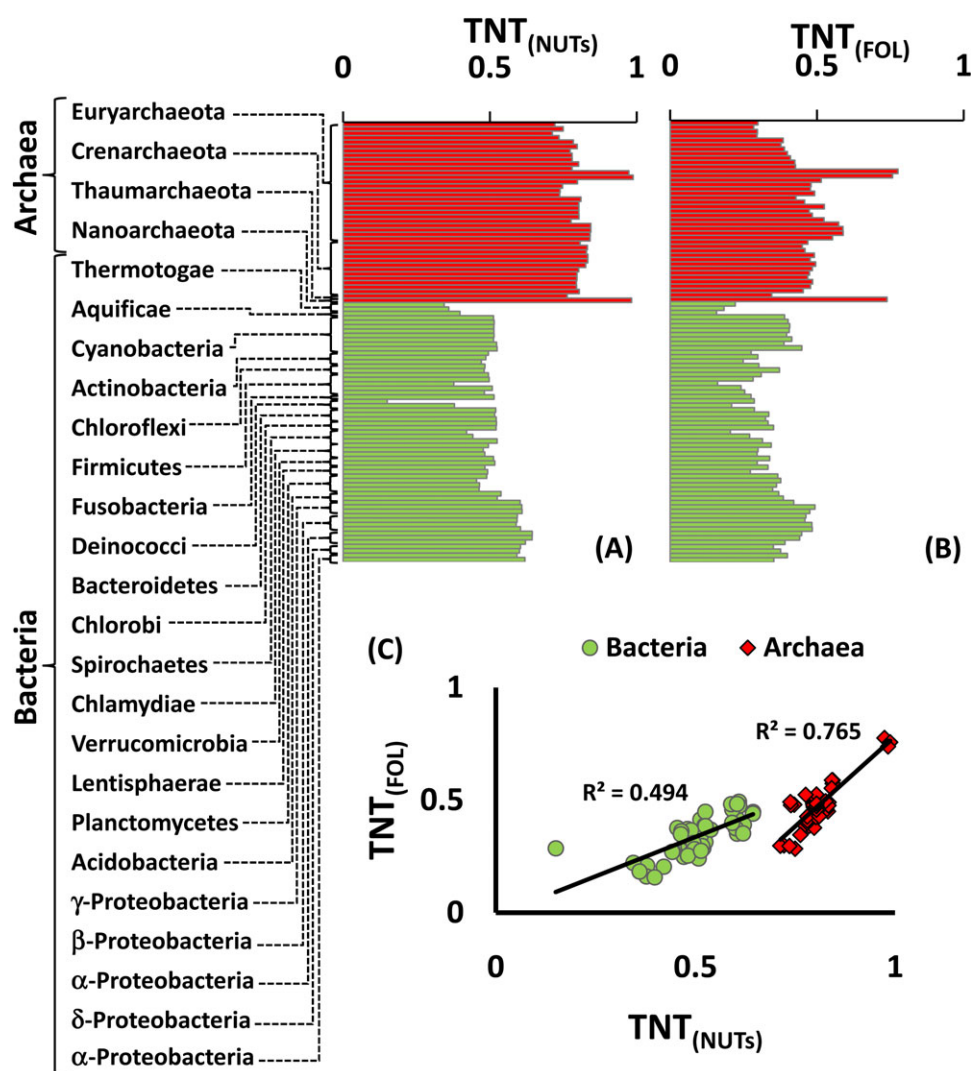 TNT(NUTs)
0 0.5 1
TNT(FOL)
0 0.5 1
Archaea
Euryarchaeota
Crenarchaeota
Thaumarchaeota
Nanoarchaeota
Bacteria
Thermotogae
Aquificae
Cyanobacteria
Actinobacteria
Chloroflexi
Firmicutes
Fusobacteria
Deinococci
Bacteroidetes
Chlorobi
Spirochaetes
Chlamydiae
Verrucomicrobia
Lentisphaerae
Planctomycetes
Acidobacteria
γ-Proteobacteria
β-Proteobacteria
α-Proteobacteria
δ-Proteobacteria
α-Proteobacteria
(A)
(B)
(C)
Bacteria Archaea
1
R² = 0.765
R² = 0.494
TNT(FOL)
0.5
0
0 0.5 1
TNT(NUTs)